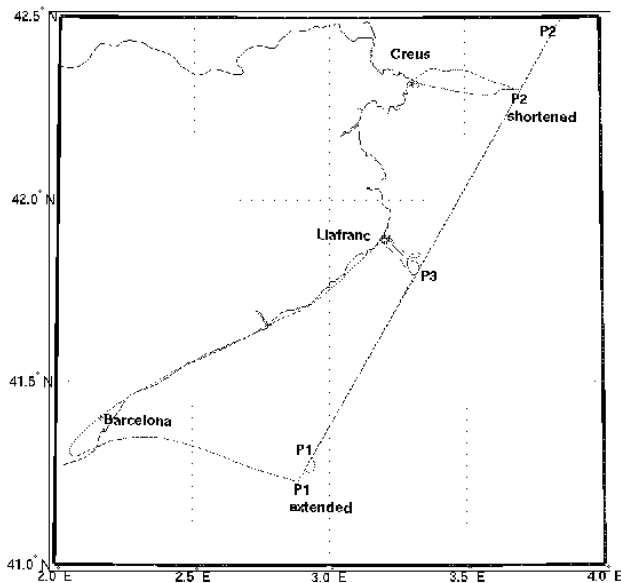 42.5° N
P2
Creus
P2
shortened
42.0° N
Llafranc
P3
41.5° N
Barcelona
P1
P1
extended
41.0° N
2.0° E
2.5° E
3.0° E
3.5° E
4.0° E